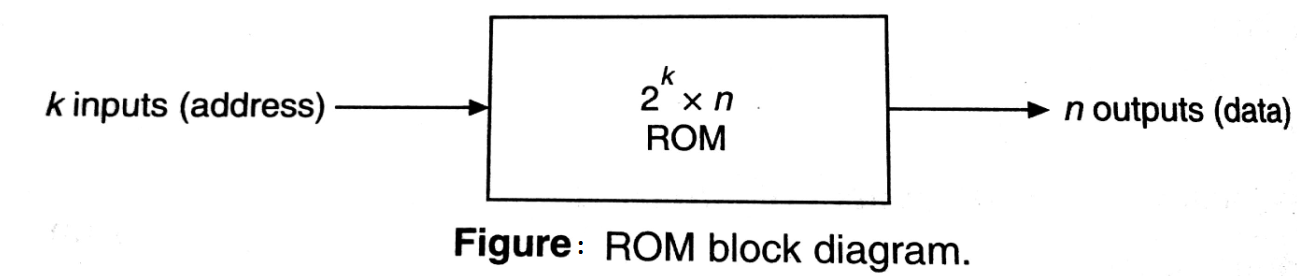 k inputs (address)
2^k × n
ROM
n outputs (data)
Figure: ROM block diagram.